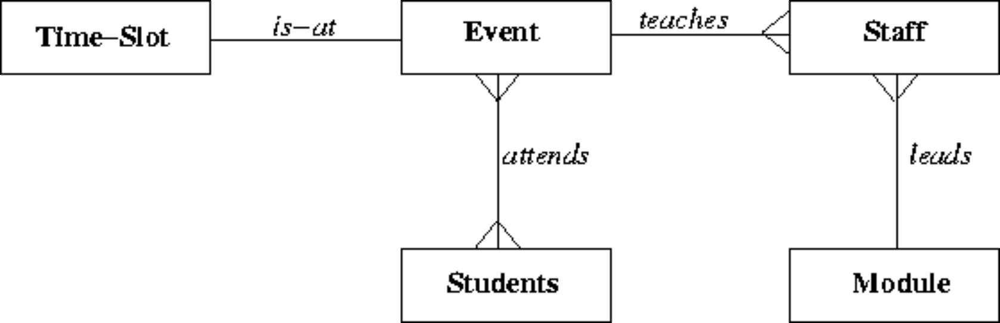 Time–Slot
is–at
Event
teaches
Staff
attends
leads
Students
Module